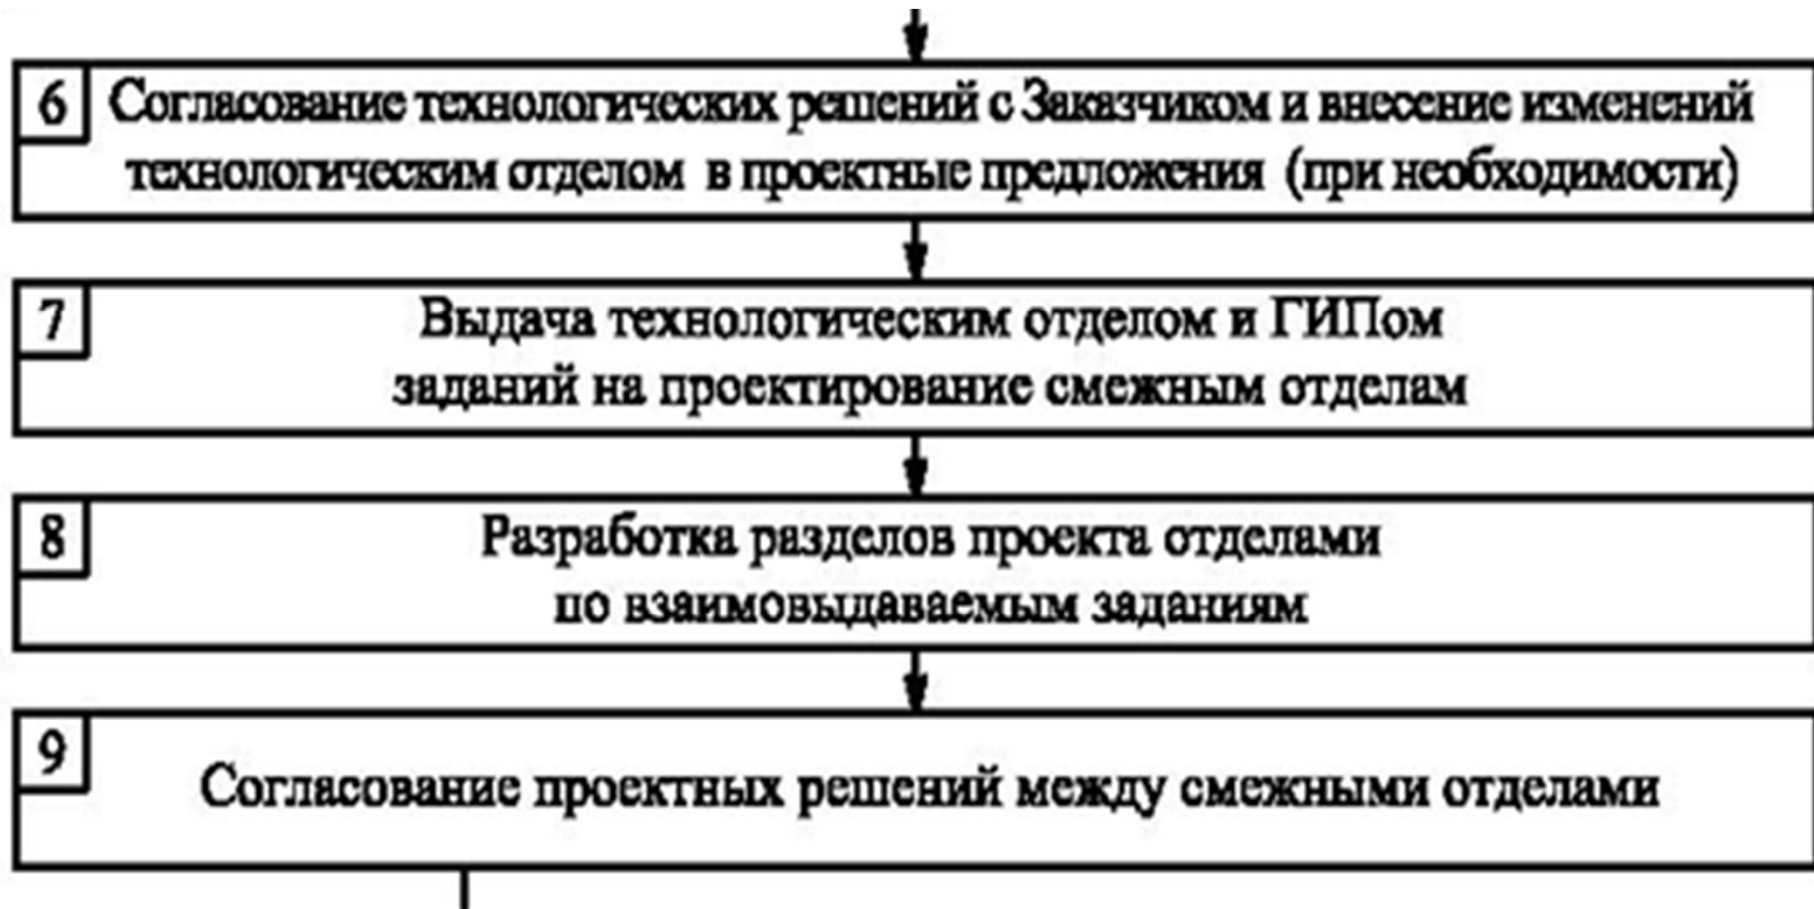 6 Согласование технологических решений с Заказчиком и внесение изменений
технологическим отделом в проектные предложения (при необходимости)
7 Выдача технологическим отделом и ГИПом
заданий на проектирование смежным отделам
8 Разработка разделов проекта отделами
по взаимовыдаваемым заданиям
9 Согласование проектных решений между смежными отделами